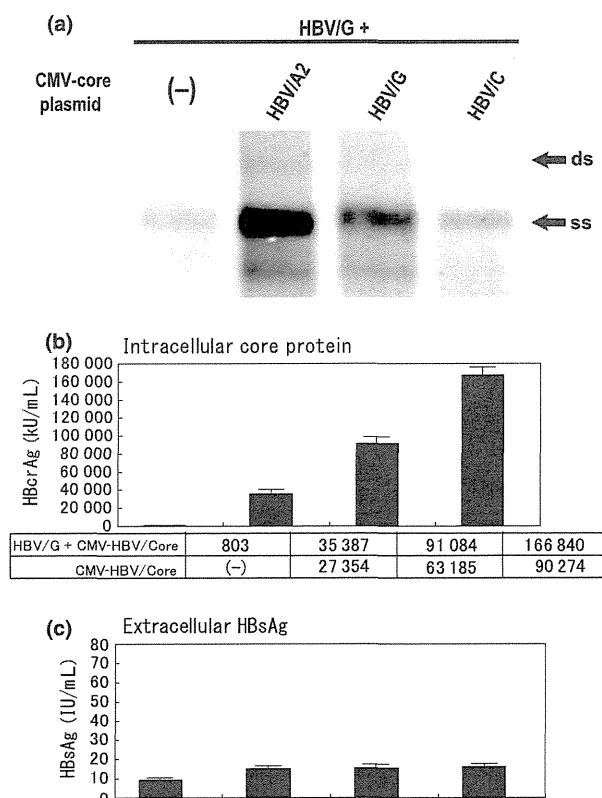 (a)
HBV/G +
CMV-core
plasmid
(−)
HBV/A2
HBV/G
HBV/C
ds
ss
(b)
Intracellular core protein
HBcrAg (kU/mL)
180 000
160 000
140 000
120 000
100 000
80 000
60 000
40 000
20 000
0
HBV/G + CMV-HBV/Core 803 35 387 91 084 166 840
CMV-HBV/Core (−) 27 354 63 185 90 274
(c)
Extracellular HBsAg
HBsAg (IU/mL)
80
70
60
50
40
30
20
10
0